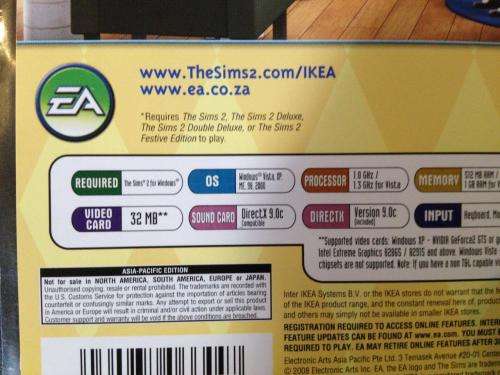 www.TheSims2.com/IKEA
www.ea.co.za
EA
*Requires The Sims 2, The Sims 2 Deluxe,
The Sims 2 Double Deluxe, or The Sims 2
Festive Edition to play.
REQUIRED The Sims™ 2 for Windows®
OS Windows® Vista, XP,
ME, 98, 2000
PROCESSOR 1.0 GHz /
1.3 GHz for Vista
MEMORY 512 MB RAM /
1 GB RAM for
VIDEO CARD 32 MB**
SOUND CARD DirectX 9.0c
Compatible
DIRECTX Version 9.0c
(included)
INPUT Keyboard,
**Supported video cards: Windows XP - NVIDIA GeForce2 GTS or
Intel Extreme Graphics 82865 / 82915 and above. Windows Vista
chipsets are not supported. Note: If you have a non T&L capable
ASIA-PACIFIC EDITION
Not for sale in NORTH AMERICA, SOUTH AMERICA, EUROPE or JAPAN.
Unauthorised copying, resale or rental prohibited. The trademarks are recorded with
the U.S. Customs Service for protection against the importation of articles bearing
counterfeit or confusingly similar marks. Any attempt to export or sell this product
in America or Europe will result in criminal and/or civil action under applicable laws.
Customer support and warranty will be void if the above conditions are breached.
Inter IKEA Systems B.V. or the IKEA stores do not warrant that the
the IKEA product range, and the constant renewal of here, product
and others may simply not be available in smaller IKEA stores.
REGISTRATION REQUIRED TO ACCESS ONLINE FEATURES.
FEATURE UPDATES CAN BE FOUND AT www.ea.com. YOU MUST
REQUIRED TO PLAY. EA MAY RETIRE ONLINE FEATURES AFTER
Electronic Arts Asia Pacific Pte Ltd. 3 Temasek Avenue #20-01
© 2008 Electronic Arts Inc. EA, the EA logo and The Sims are